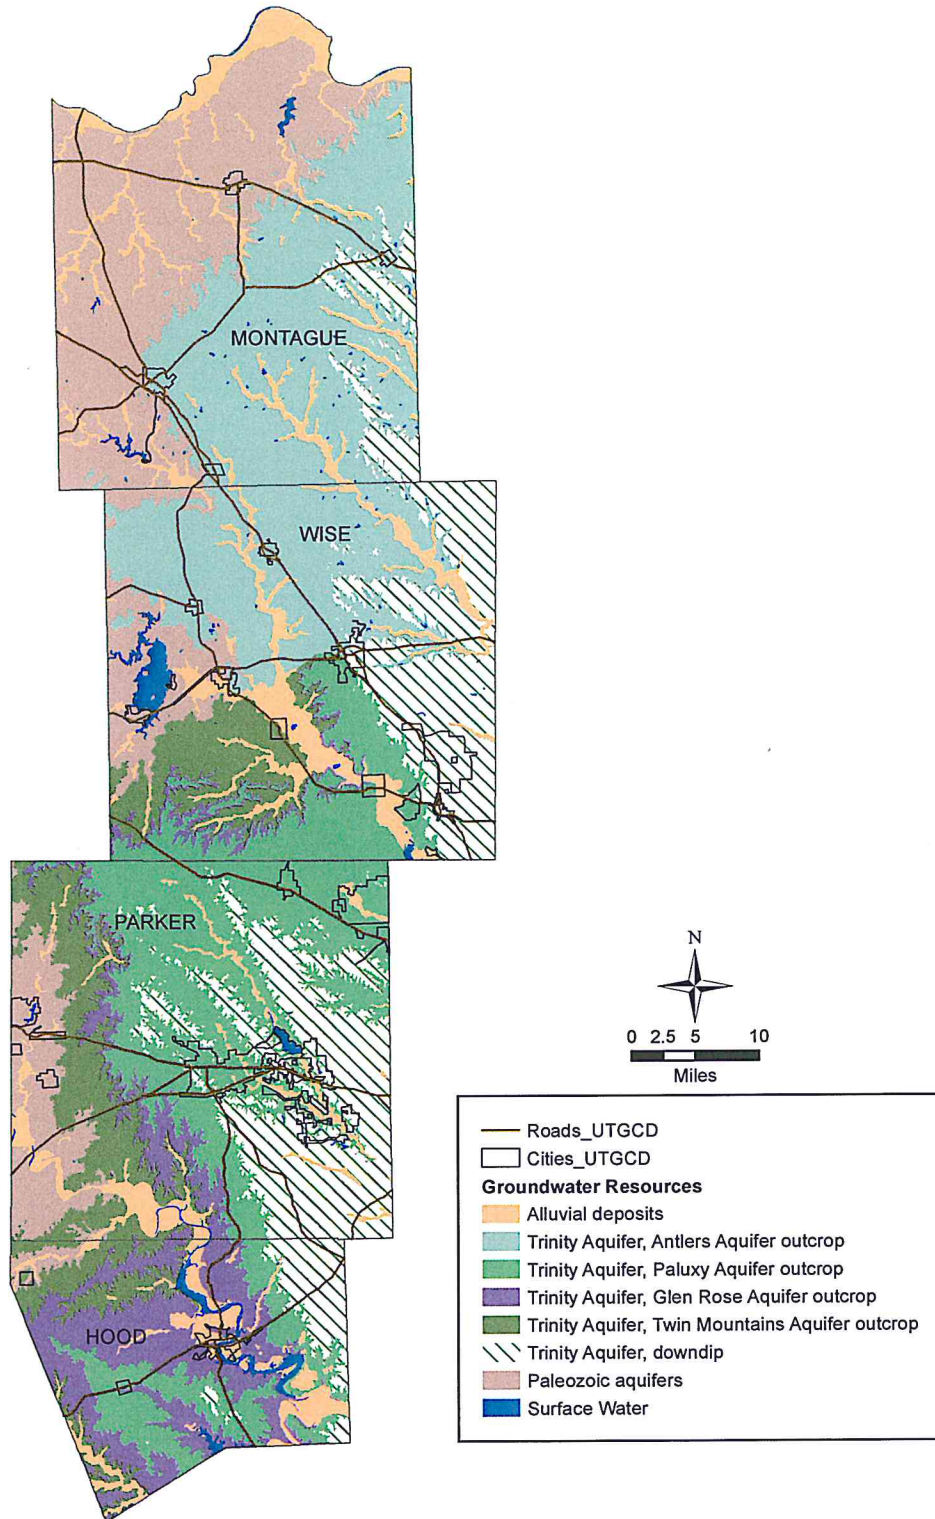 MONTAGUE
WISE
PARKER
HOOD
N
0 2.5 5 10
Miles
Roads_UTGCD
Cities_UTGCD
Groundwater Resources
Alluvial deposits
Trinity Aquifer, Antlers Aquifer outcrop
Trinity Aquifer, Paluxy Aquifer outcrop
Trinity Aquifer, Glen Rose Aquifer outcrop
Trinity Aquifer, Twin Mountains Aquifer outcrop
Trinity Aquifer, downdip
Paleozoic aquifers
Surface Water